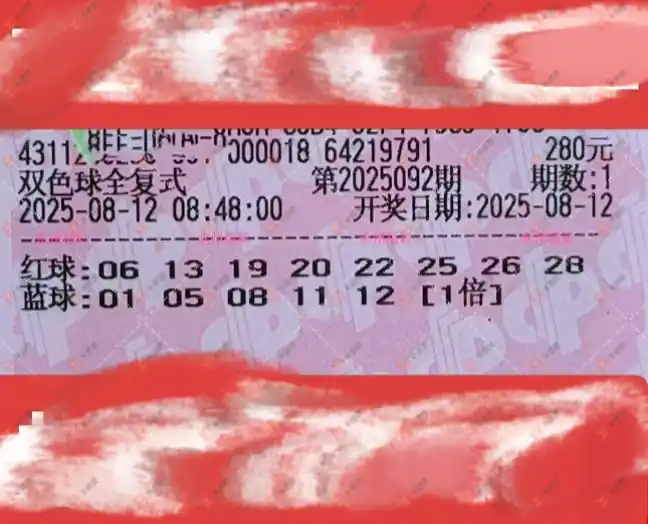 43112 000018 64219791 280元
双色球全复式 第2025092期 期数:1
2025-08-12 08:48:00 开奖日期:2025-08-12
红球:06 13 19 20 22 25 26 28
蓝球:01 05 08 11 12 [1倍]